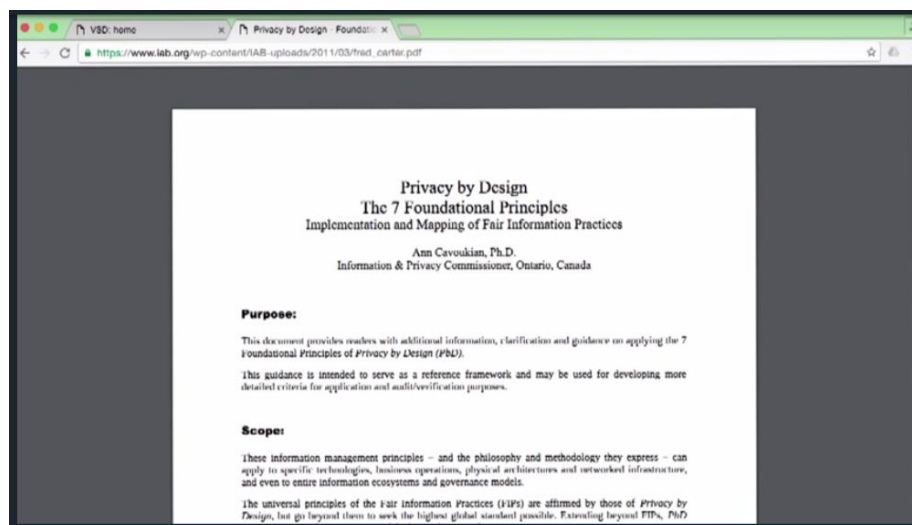 VSD: home
Privacy by Design - Foundatio
https://www.iab.org/wp-content/IAB-uploads/2011/03/fred_carter.pdf
Privacy by Design
The 7 Foundational Principles
Implementation and Mapping of Fair Information Practices
Ann Cavoukian, Ph.D.
Information & Privacy Commissioner, Ontario, Canada
Purpose:
This document provides readers with additional information, clarification and guidance on applying the 7
Foundational Principles of Privacy by Design (PbD).
This guidance is intended to serve as a reference framework and may be used for developing more
detailed criteria for application and audit/verification purposes.
Scope:
These information management principles – and the philosophy and methodology they express – can
apply to specific technologies, business operations, physical architectures and networked infrastructure,
and even to entire information ecosystems and governance models.
The universal principles of the Fair Information Practices (FIPs) are affirmed by those of Privacy by
Design, but go beyond them to seek the highest global standard possible. Extending beyond FIPs, PbD